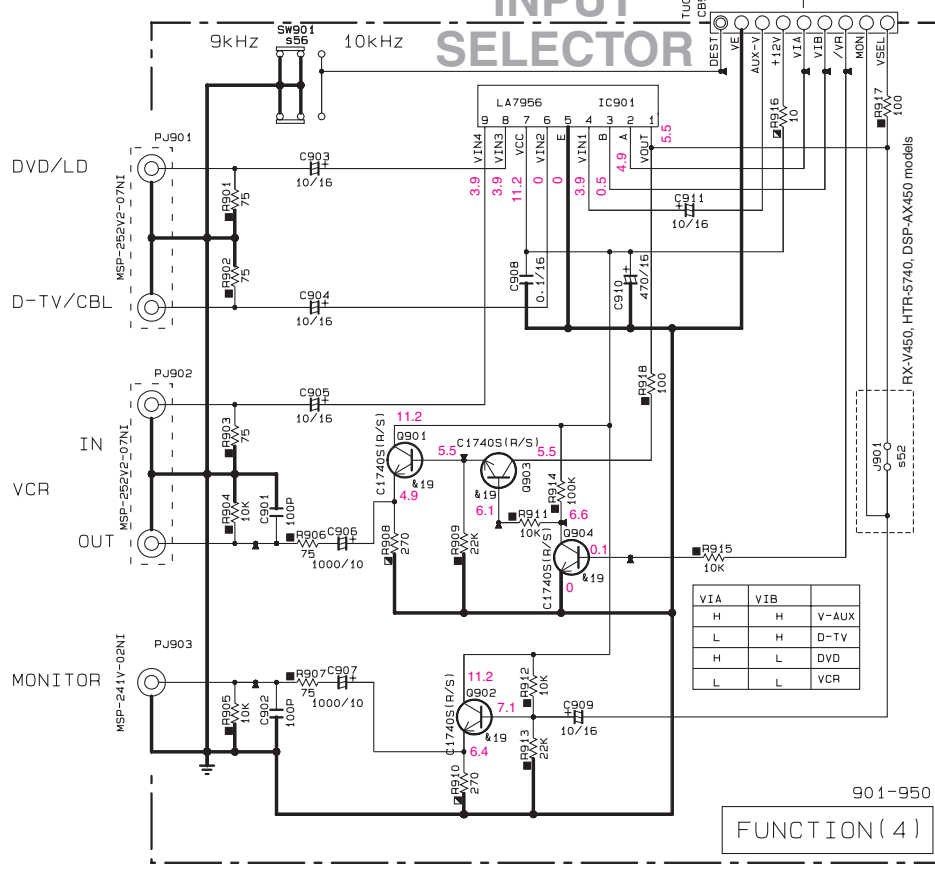 INPUT
SELECTOR
9kHz
SW901
s56
10kHz
TUC
CB9
DEST
VE
AUX-V
+12V
VIA
VIB
/VR
MON
VSEL
R916
10
R917
100
LA7956
IC901
9 8 7 6 5 4 3 2 1
VIN4
VIN3
VCC
VIN2
E
VIN1
B
A
VOUT
3.9
3.9
11.2
0
0
3.9
0.5
4.9
5.5
PJ901
DVD/LD
MSP-252V2-07NI
R901
75
R902
75
C903
10/16
D-TV/CBL
C904
10/16
C911
10/16
C908
0.1/16
C910
470/16
RX-V450, HTR-5740, DSP-AX450 models
PJ902
C905
10/16
R918
100
IN
VCR
OUT
MSP-252V2-07NI
R903
75
R904
10K
C901
100P
R906
75
C906
1000/10
C1740S(R/S)
11.2
Q901
5.5
&19
4.9
R908
270
C1740S(R/S)
5.5
Q903
&19
6.1
R909
22K
R911
10K
R914
100K
6.6
Q904
0.1
&19
0
C1740S(R/S)
R915
10K
J901
s52
VIA VIB
H H V-AUX
L H D-TV
H L DVD
L L VCR
PJ903
MONITOR
MSP-241V-02NI
R905
10K
C902
100P
R907
75
C907
1000/10
C1740S(R/S)
11.2
Q902
7.1
&19
6.4
R910
270
R912
10K
R913
22K
C909
10/16
901-950
FUNCTION(4)